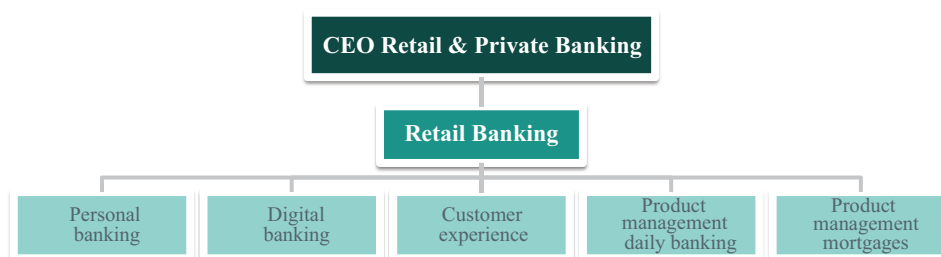 CEO Retail & Private Banking
Retail Banking
Personal
banking
Digital
banking
Customer
experience
Product
management
daily banking
Product
management
mortgages